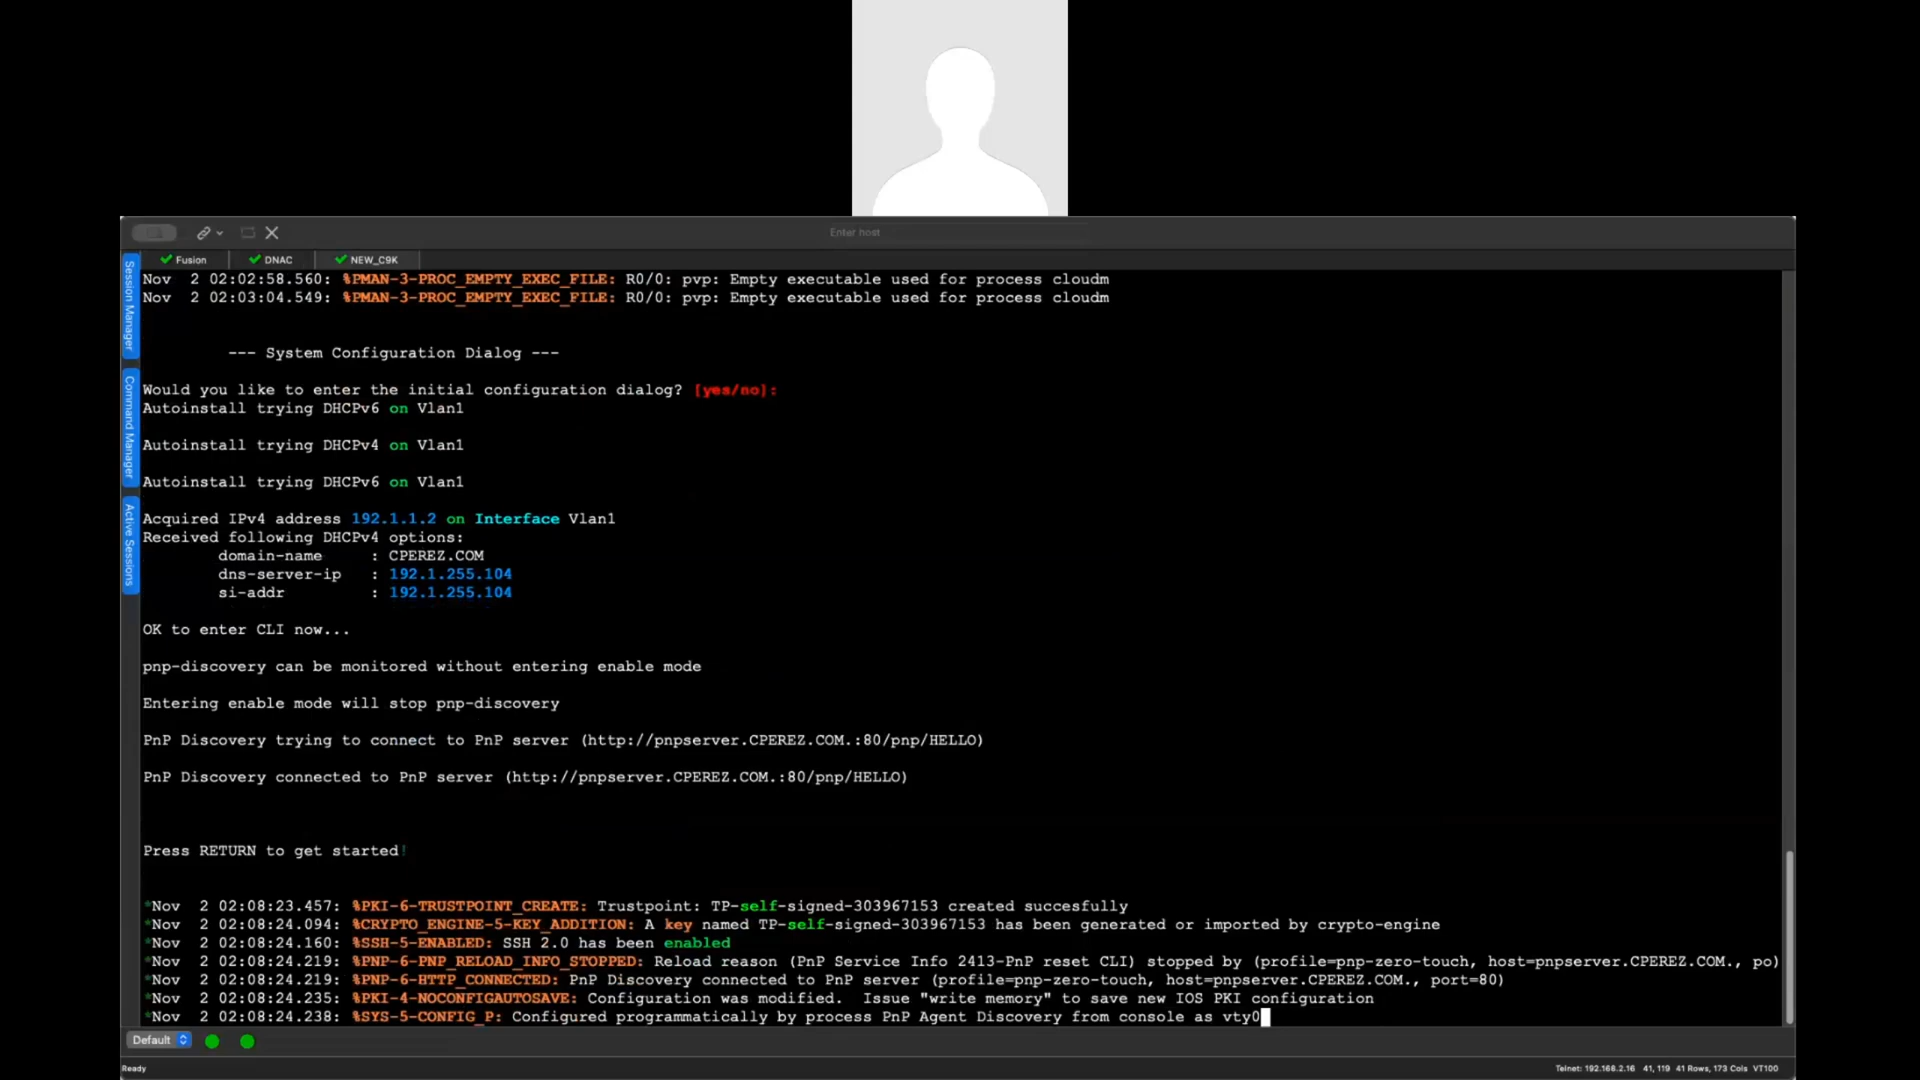 Enter host
Fusion
DNAC
NEW_C9K
Session Manager
Command Manager
Active Sessions
Nov  2 02:02:58.560: %PMAN-3-PROC_EMPTY_EXEC_FILE: R0/0: pvp: Empty executable used for process cloudm
Nov  2 02:03:04.549: %PMAN-3-PROC_EMPTY_EXEC_FILE: R0/0: pvp: Empty executable used for process cloudm
--- System Configuration Dialog ---
Would you like to enter the initial configuration dialog? [yes/no]:
Autoinstall trying DHCPv6 on Vlan1
Autoinstall trying DHCPv4 on Vlan1
Autoinstall trying DHCPv6 on Vlan1
Acquired IPv4 address 192.1.1.2 on Interface Vlan1
Received following DHCPv4 options:
domain-name     : CPEREZ.COM
dns-server-ip   : 192.1.255.104
si-addr         : 192.1.255.104
OK to enter CLI now...
pnp-discovery can be monitored without entering enable mode
Entering enable mode will stop pnp-discovery
PnP Discovery trying to connect to PnP server (http://pnpserver.CPEREZ.COM.:80/pnp/HELLO)
PnP Discovery connected to PnP server (http://pnpserver.CPEREZ.COM.:80/pnp/HELLO)
Press RETURN to get started!
*Nov  2 02:08:23.457: %PKI-6-TRUSTPOINT_CREATE: Trustpoint: TP-self-signed-303967153 created succesfully
*Nov  2 02:08:24.094: %CRYPTO_ENGINE-5-KEY_ADDITION: A key named TP-self-signed-303967153 has been generated or imported by crypto-engine
*Nov  2 02:08:24.160: %SSH-5-ENABLED: SSH 2.0 has been enabled
*Nov  2 02:08:24.219: %PNP-6-PNP_RELOAD_INFO_STOPPED: Reload reason (PnP Service Info 2413-PnP reset CLI) stopped by (profile=pnp-zero-touch, host=pnpserver.CPEREZ.COM., po)
*Nov  2 02:08:24.219: %PNP-6-HTTP_CONNECTED: PnP Discovery connected to PnP server (profile=pnp-zero-touch, host=pnpserver.CPEREZ.COM., port=80)
*Nov  2 02:08:24.235: %PKI-4-NOCONFIGAUTOSAVE: Configuration was modified.  Issue "write memory" to save new IOS PKI configuration
*Nov  2 02:08:24.238: %SYS-5-CONFIG_P: Configured programmatically by process PnP Agent Discovery from console as vty0
Default
Ready
Telnet: 192.168.2.16   41, 119   41 Rows, 173 Cols   VT100